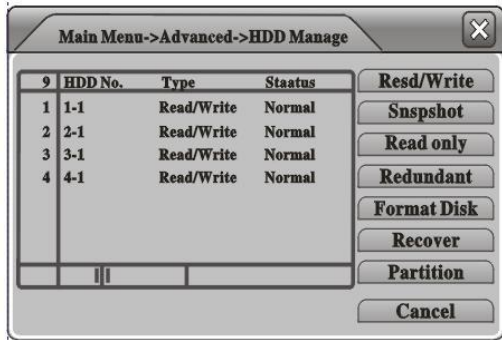 Main Menu->Advanced->HDD Manage
X
9 HDD No. Type Staatus
1 1-1 Read/Write Normal
2 2-1 Read/Write Normal
3 3-1 Read/Write Normal
4 4-1 Read/Write Normal
Resd/Write
Snspshot
Read only
Redundant
Format Disk
Recover
Partition
Cancel